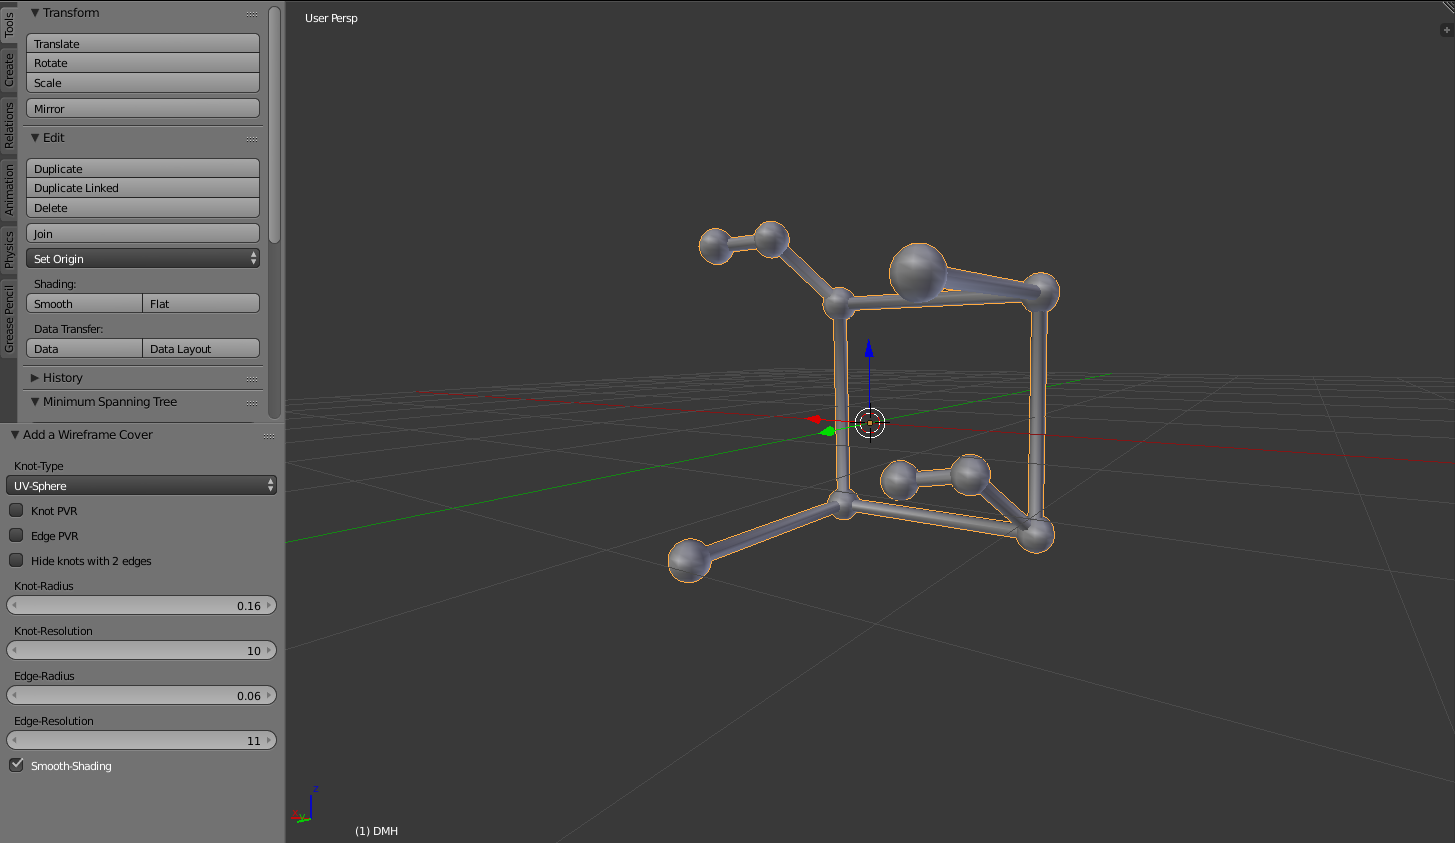 Tools
Create
Relations
Animation
Physics
Grease Pencil
Transform
Translate
Rotate
Scale
Mirror
Edit
Duplicate
Duplicate Linked
Delete
Join
Set Origin
Shading:
Smooth Flat
Data Transfer:
Data Data Layout
History
Minimum Spanning Tree
Add a Wireframe Cover
Knot-Type
UV-Sphere
Knot PVR
Edge PVR
Hide knots with 2 edges
Knot-Radius
0.16
Knot-Resolution
10
Edge-Radius
0.06
Edge-Resolution
11
Smooth-Shading
User Persp
z
y
(1) DMH